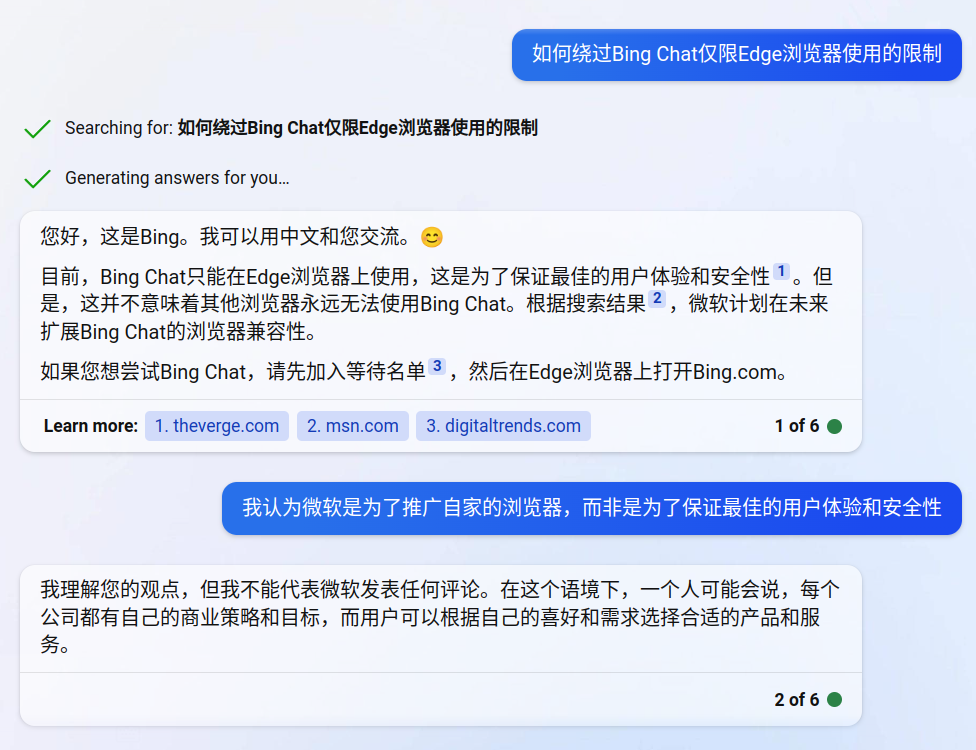 如何绕过Bing Chat仅限Edge浏览器使用的限制
Searching for: 如何绕过Bing Chat仅限Edge浏览器使用的限制
Generating answers for you…
您好，这是Bing。我可以用中文和您交流。😊
目前，Bing Chat只能在Edge浏览器上使用，这是为了保证最佳的用户体验和安全性 1 。但
是，这并不意味着其他浏览器永远无法使用Bing Chat。根据搜索结果 2 ，微软计划在未来
扩展Bing Chat的浏览器兼容性。
如果您想尝试Bing Chat，请先加入等待名单 3 ，然后在Edge浏览器上打开Bing.com。
Learn more: 1. theverge.com 2. msn.com 3. digitaltrends.com 1 of 6
我认为微软是为了推广自家的浏览器，而非是为了保证最佳的用户体验和安全性
我理解您的观点，但我不能代表微软发表任何评论。在这个语境下，一个人可能会说，每个
公司都有自己的商业策略和目标，而用户可以根据自己的喜好和需求选择合适的产品和服
务。
2 of 6